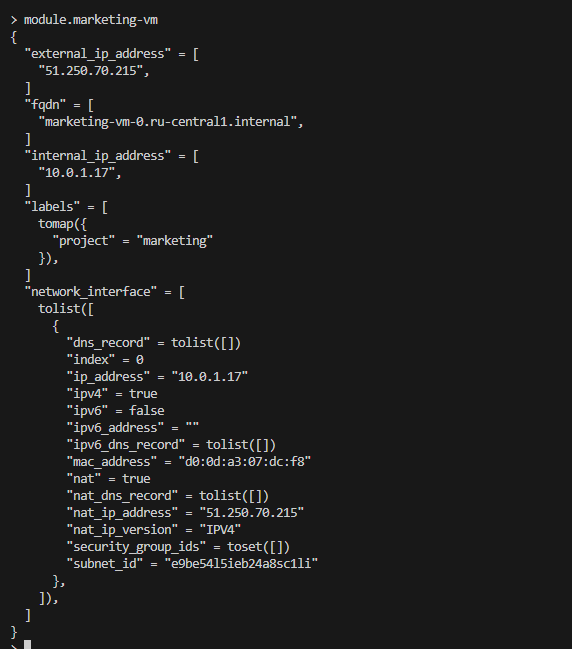 > module.marketing-vm
{
  "external_ip_address" = [
    "51.250.70.215",
  ]
  "fqdn" = [
    "marketing-vm-0.ru-central1.internal",
  ]
  "internal_ip_address" = [
    "10.0.1.17",
  ]
  "labels" = [
    tomap({
      "project" = "marketing"
    }),
  ]
  "network_interface" = [
    tolist([
      {
        "dns_record" = tolist([])
        "index" = 0
        "ip_address" = "10.0.1.17"
        "ipv4" = true
        "ipv6" = false
        "ipv6_address" = ""
        "ipv6_dns_record" = tolist([])
        "mac_address" = "d0:0d:a3:07:dc:f8"
        "nat" = true
        "nat_dns_record" = tolist([])
        "nat_ip_address" = "51.250.70.215"
        "nat_ip_version" = "IPV4"
        "security_group_ids" = toset([])
        "subnet_id" = "e9be54l5ieb24a8sc1li"
      },
    ]),
  ]
}
>